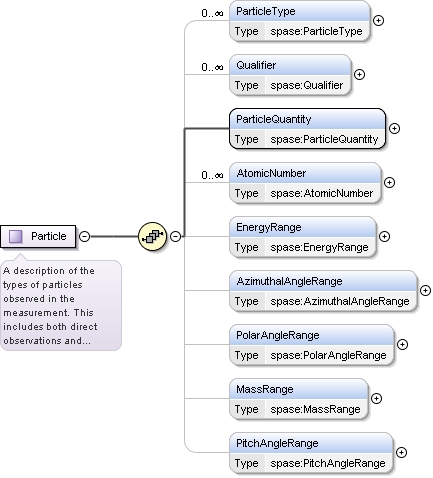 0..∞
ParticleType
Type spase:ParticleType
0..∞
Qualifier
Type spase:Qualifier
ParticleQuantity
Type spase:ParticleQuantity
0..∞
AtomicNumber
Type spase:AtomicNumber
EnergyRange
Type spase:EnergyRange
Particle
A description of the
types of particles
observed in the
measurement. This
includes both direct
observations and...
AzimuthalAngleRange
Type spase:AzimuthalAngleRange
PolarAngleRange
Type spase:PolarAngleRange
MassRange
Type spase:MassRange
PitchAngleRange
Type spase:PitchAngleRange